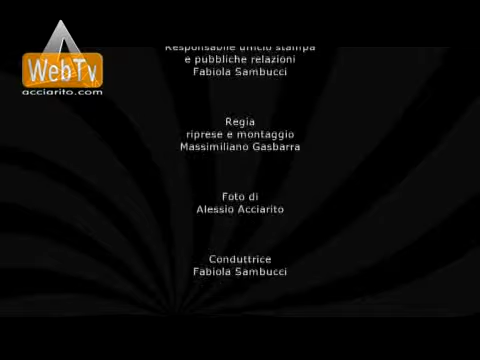 WebTv
acciarito.com
Responsabile ufficio stampa
e pubbliche relazioni
Fabiola Sambucci
Regia
riprese e montaggio
Massimiliano Gasbarra
Foto di
Alessio Acciarito
Conduttrice
Fabiola Sambucci